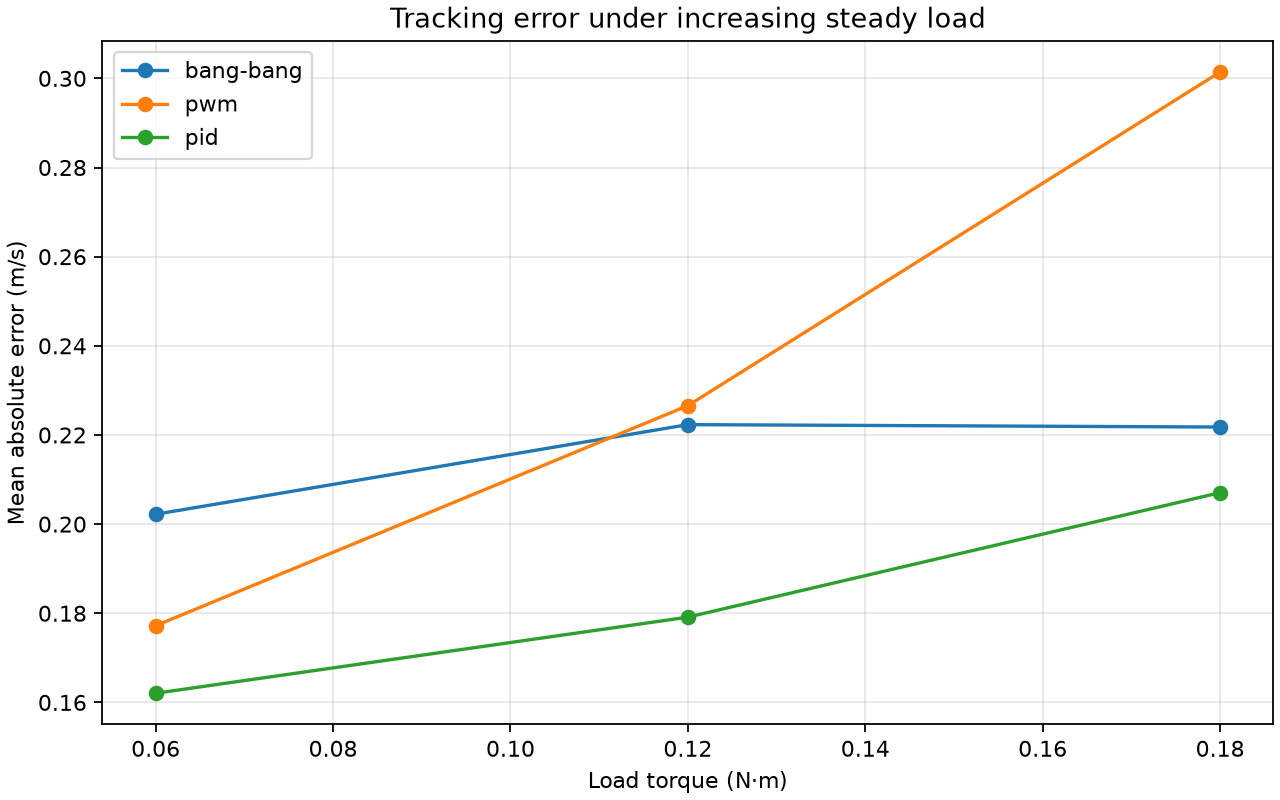 Tracking error under increasing steady load
bang-bang
pwm
pid
0.30
0.28
0.26
0.24
0.22
0.20
0.18
0.16
Mean absolute error (m/s)
0.06 0.08 0.10 0.12 0.14 0.16 0.18
Load torque (N·m)